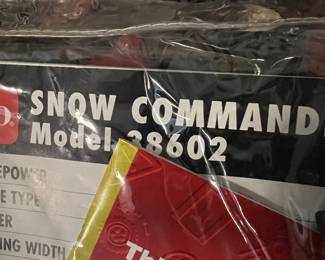 SNOW COMMAND
Model 38602
EPOWER
E TYPE
ER
ING WIDTH